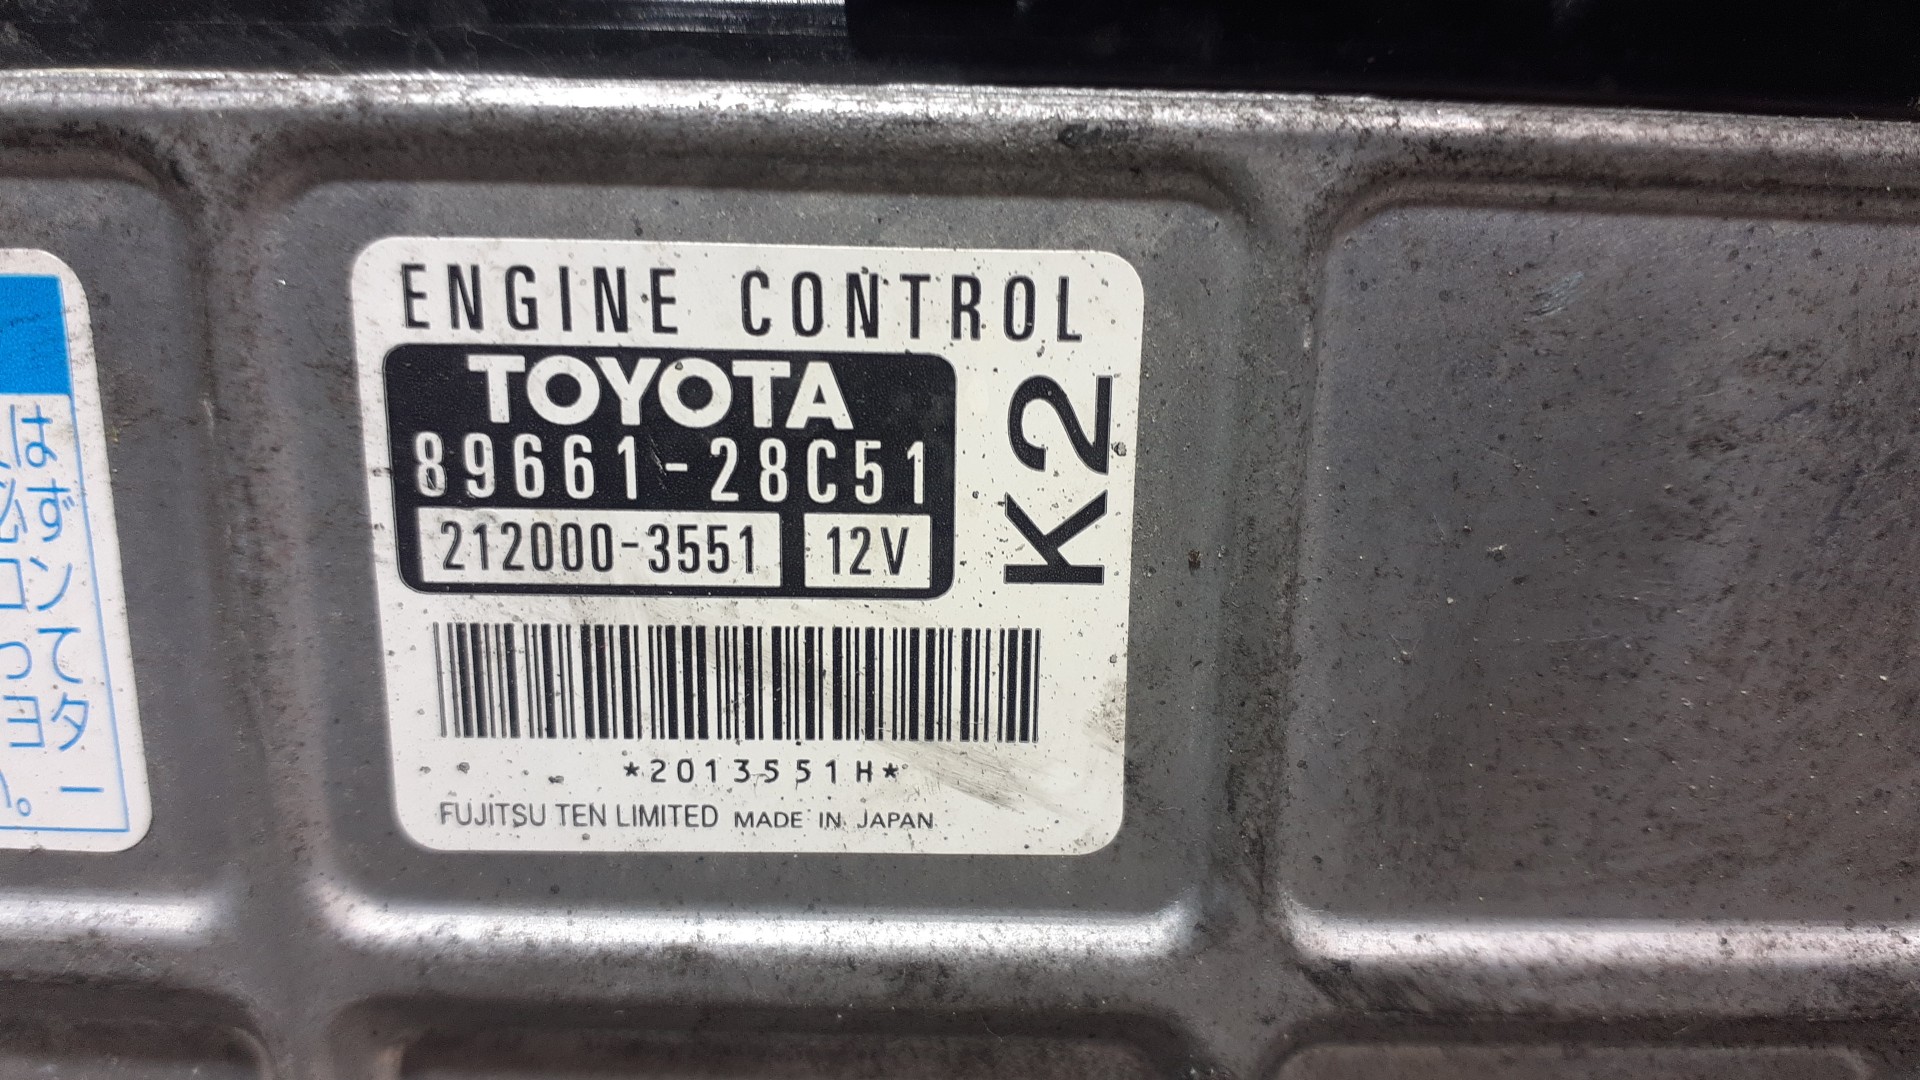 ENGINE CONTROL
TOYOTA
89661-28C51
212000-3551 12V
K2
*2013551H*
FUJITSU TEN LIMITED MADE IN JAPAN
はずンてター